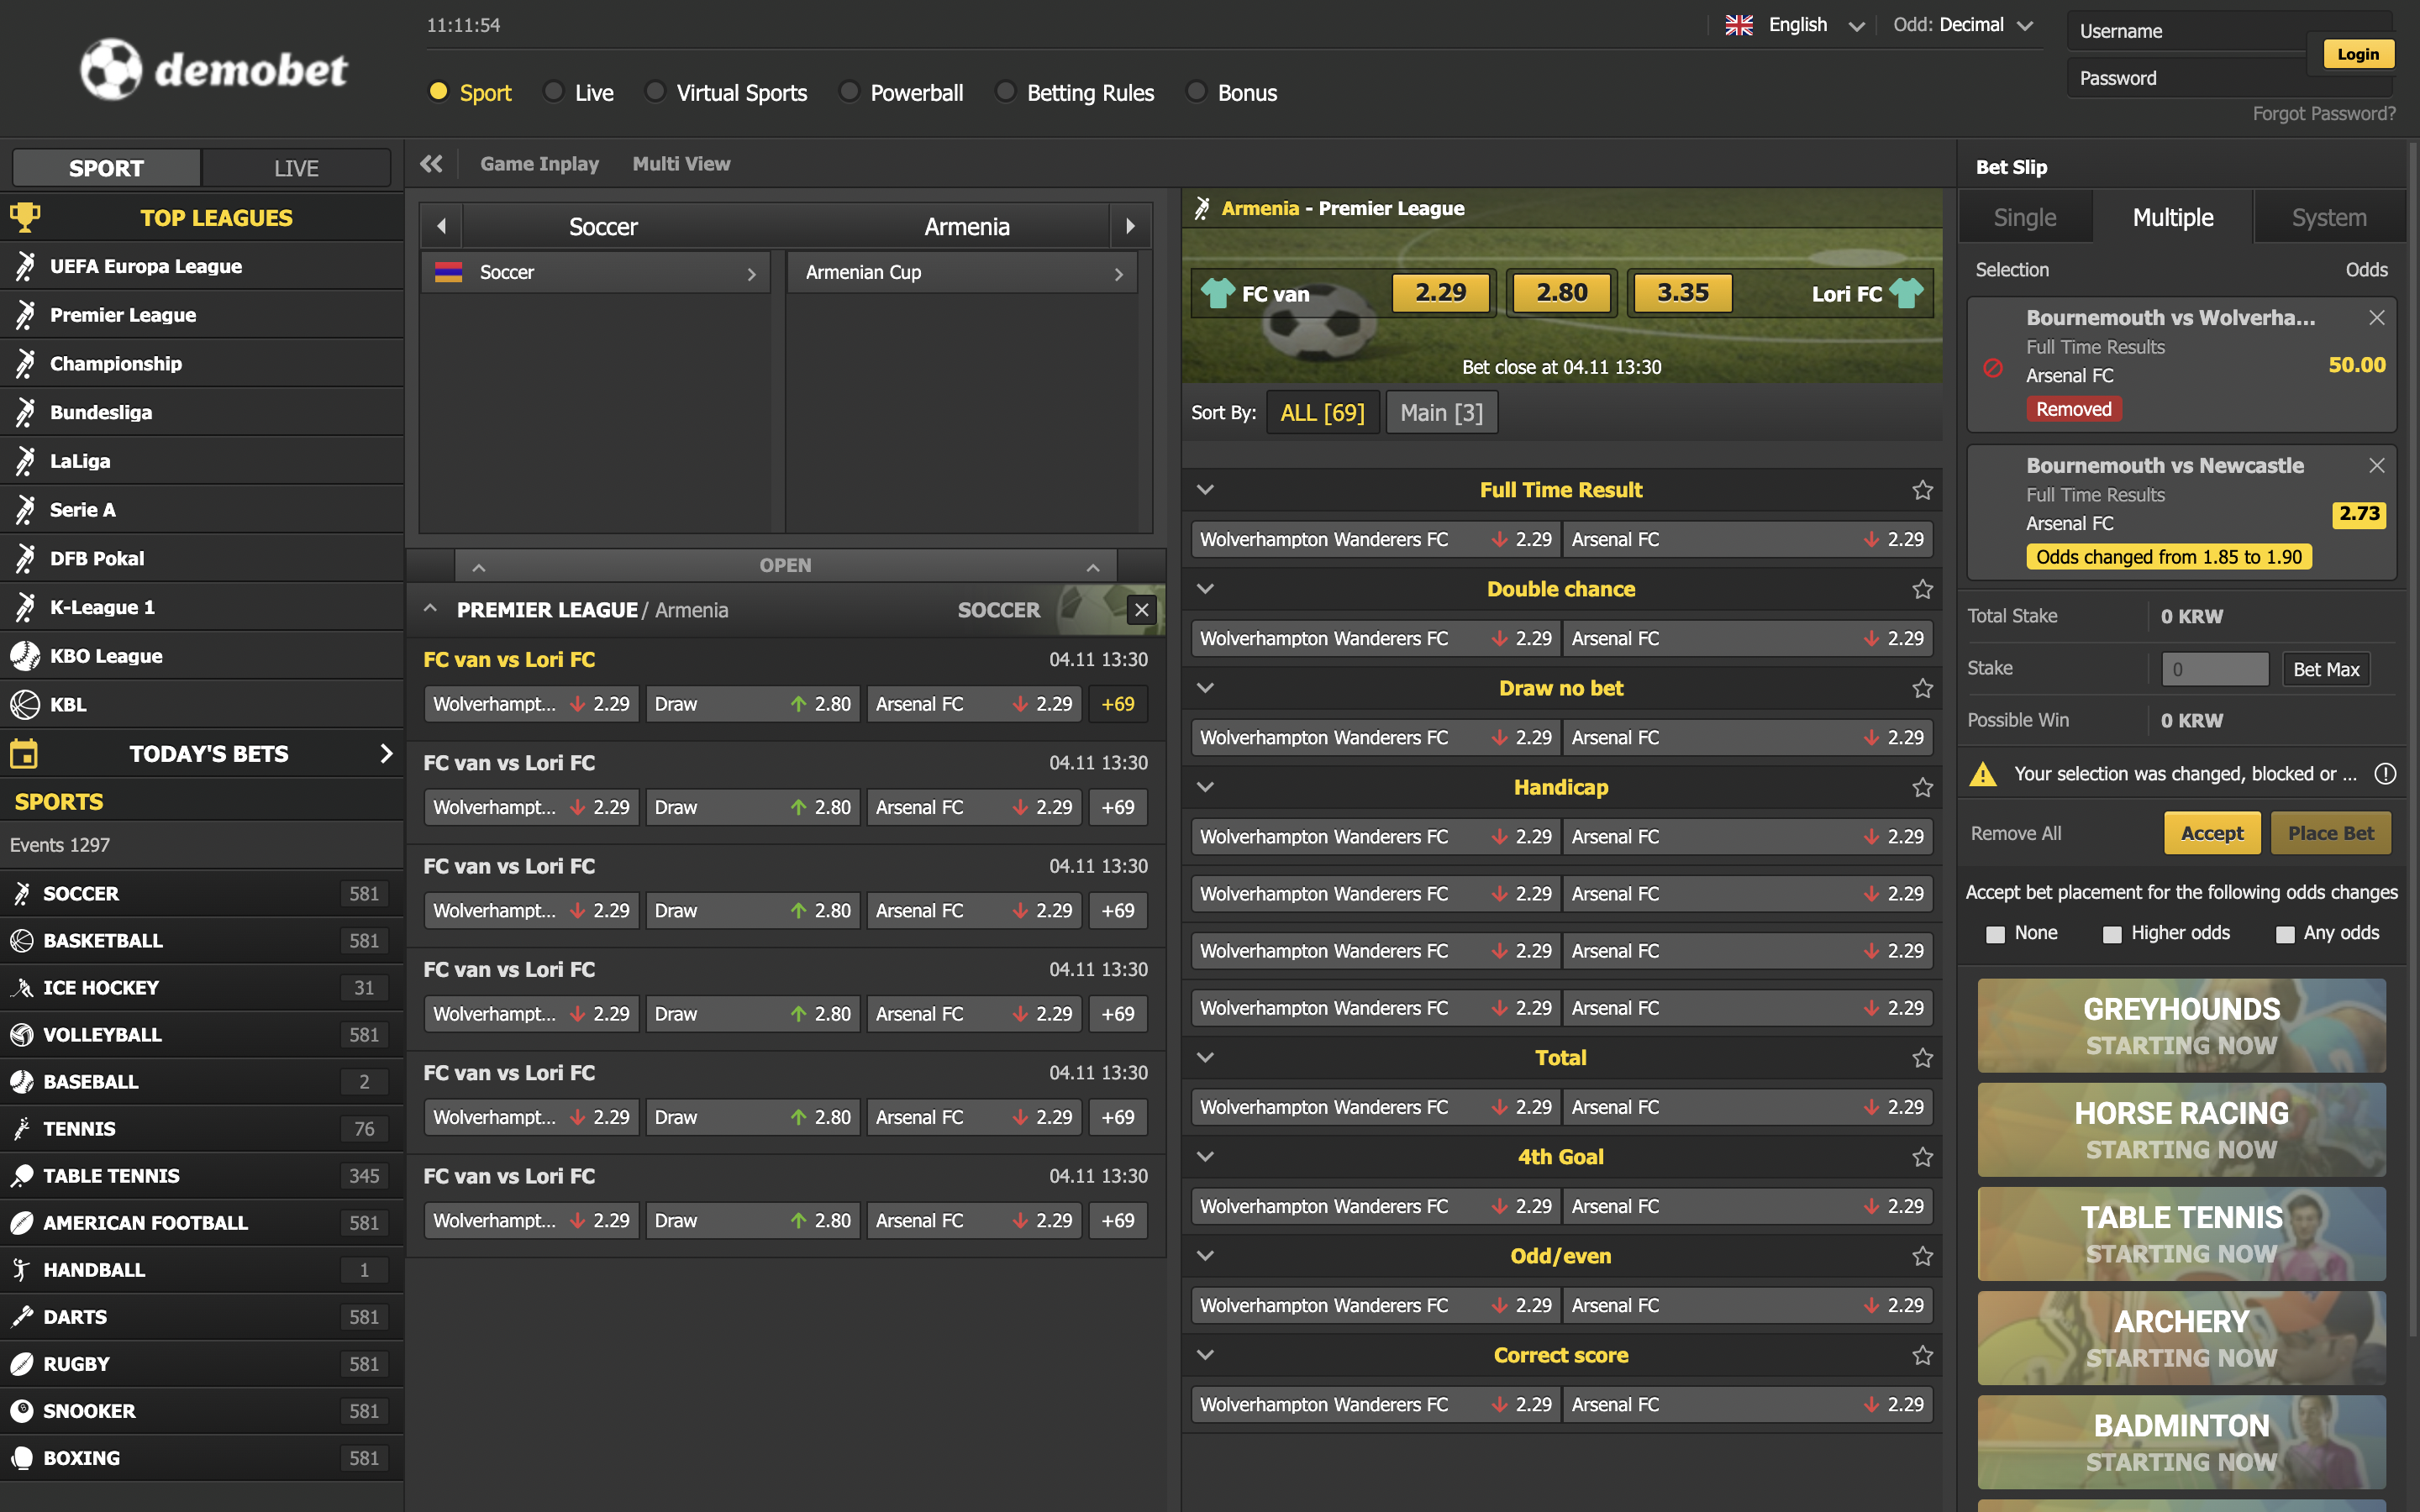 11:11:54
English
Odd: Decimal
Username
Login
Password
Forgot Password?
demobet
Sport
Live
Virtual Sports
Powerball
Betting Rules
Bonus
SPORT
LIVE
TOP LEAGUES
UEFA Europa League
Premier League
Championship
Bundesliga
LaLiga
Serie A
DFB Pokal
K-League 1
KBO League
KBL
TODAY'S BETS
SPORTS
Events 1297
SOCCER 581
BASKETBALL 581
ICE HOCKEY 31
VOLLEYBALL 581
BASEBALL 2
TENNIS 76
TABLE TENNIS 345
AMERICAN FOOTBALL 581
HANDBALL 1
DARTS 581
RUGBY 581
SNOOKER 581
BOXING 581
Game Inplay
Multi View
Soccer
Armenia
Soccer
Armenian Cup
OPEN
PREMIER LEAGUE / Armenia SOCCER
FC van vs Lori FC 04.11 13:30
Wolverhampt... 2.29 Draw 2.80 Arsenal FC 2.29 +69
FC van vs Lori FC 04.11 13:30
Wolverhampt... 2.29 Draw 2.80 Arsenal FC 2.29 +69
FC van vs Lori FC 04.11 13:30
Wolverhampt... 2.29 Draw 2.80 Arsenal FC 2.29 +69
FC van vs Lori FC 04.11 13:30
Wolverhampt... 2.29 Draw 2.80 Arsenal FC 2.29 +69
FC van vs Lori FC 04.11 13:30
Wolverhampt... 2.29 Draw 2.80 Arsenal FC 2.29 +69
FC van vs Lori FC 04.11 13:30
Wolverhampt... 2.29 Draw 2.80 Arsenal FC 2.29 +69
Armenia - Premier League
FC van 2.29 2.80 3.35 Lori FC
Bet close at 04.11 13:30
Sort By: ALL [69] Main [3]
Full Time Result
Wolverhampton Wanderers FC 2.29 Arsenal FC 2.29
Double chance
Wolverhampton Wanderers FC 2.29 Arsenal FC 2.29
Draw no bet
Wolverhampton Wanderers FC 2.29 Arsenal FC 2.29
Handicap
Wolverhampton Wanderers FC 2.29 Arsenal FC 2.29
Wolverhampton Wanderers FC 2.29 Arsenal FC 2.29
Wolverhampton Wanderers FC 2.29 Arsenal FC 2.29
Wolverhampton Wanderers FC 2.29 Arsenal FC 2.29
Total
Wolverhampton Wanderers FC 2.29 Arsenal FC 2.29
4th Goal
Wolverhampton Wanderers FC 2.29 Arsenal FC 2.29
Odd/even
Wolverhampton Wanderers FC 2.29 Arsenal FC 2.29
Correct score
Wolverhampton Wanderers FC 2.29 Arsenal FC 2.29
Bet Slip
Single
Multiple
System
Selection Odds
Bournemouth vs Wolverha...
Full Time Results
50.00
Arsenal FC
Removed
Bournemouth vs Newcastle
Full Time Results
2.73
Arsenal FC
Odds changed from 1.85 to 1.90
Total Stake 0 KRW
Stake 0 Bet Max
Possible Win 0 KRW
Your selection was changed, blocked or ...
Remove All Accept Place Bet
Accept bet placement for the following odds changes
None Higher odds Any odds
GREYHOUNDS
STARTING NOW
HORSE RACING
STARTING NOW
TABLE TENNIS
STARTING NOW
ARCHERY
STARTING NOW
BADMINTON
STARTING NOW